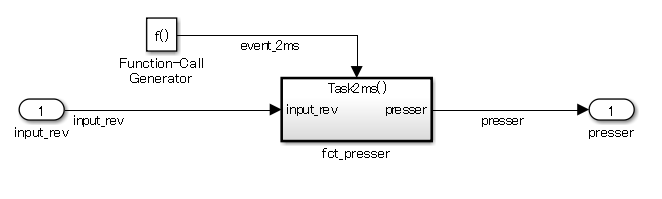 f()
event_2ms
Function-Call
Generator
Task2ms()
1
input_rev
input_rev
input_rev
presser
presser
1
presser
fct_presser